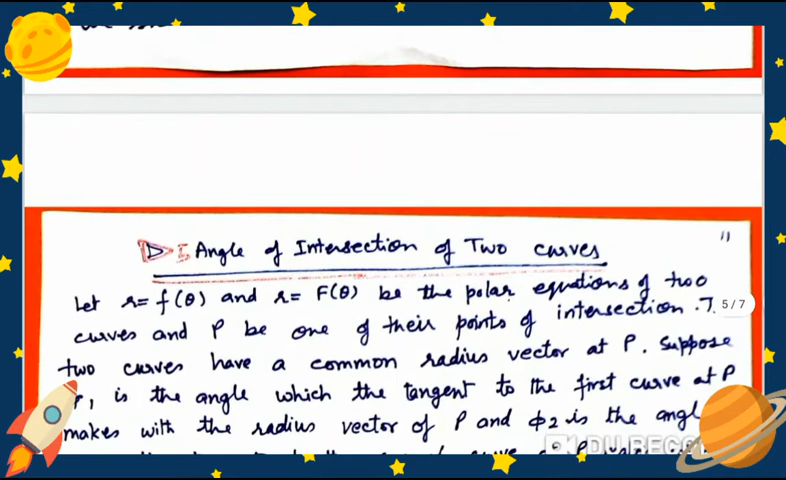 11
Angle of Intersection of Two curves
Let r = f(θ) and r = F(θ) be the polar equations of two
5/7
curves and P be one of their points of intersection. T
two curves have a common radius vector at P. Suppose
is the angle which the tangent to the first curve at P
makes with the radius vector of P and ϕ2 is the angl